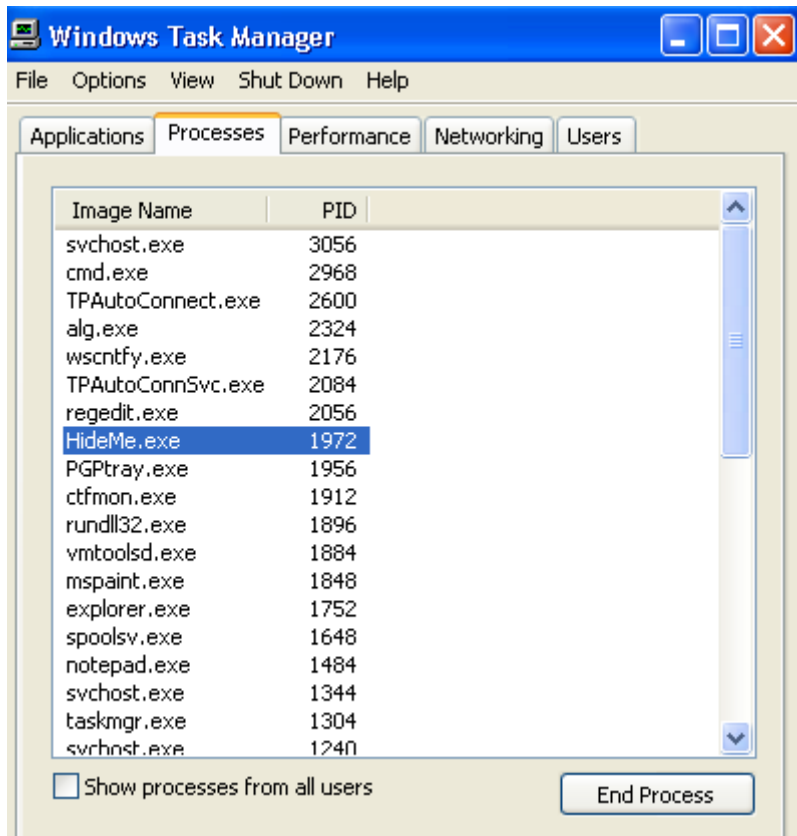 Windows Task Manager
File Options View Shut Down Help
Applications Processes Performance Networking Users
Image Name PID
svchost.exe 3056
cmd.exe 2968
TPAutoConnect.exe 2600
alg.exe 2324
wscntfy.exe 2176
TPAutoConnSvc.exe 2084
regedit.exe 2056
HideMe.exe 1972
PGPtray.exe 1956
ctfmon.exe 1912
rundll32.exe 1896
vmtoolsd.exe 1884
mspaint.exe 1848
explorer.exe 1752
spoolsv.exe 1648
notepad.exe 1484
svchost.exe 1344
taskmgr.exe 1304
svchost.exe 1240
Show processes from all users
End Process